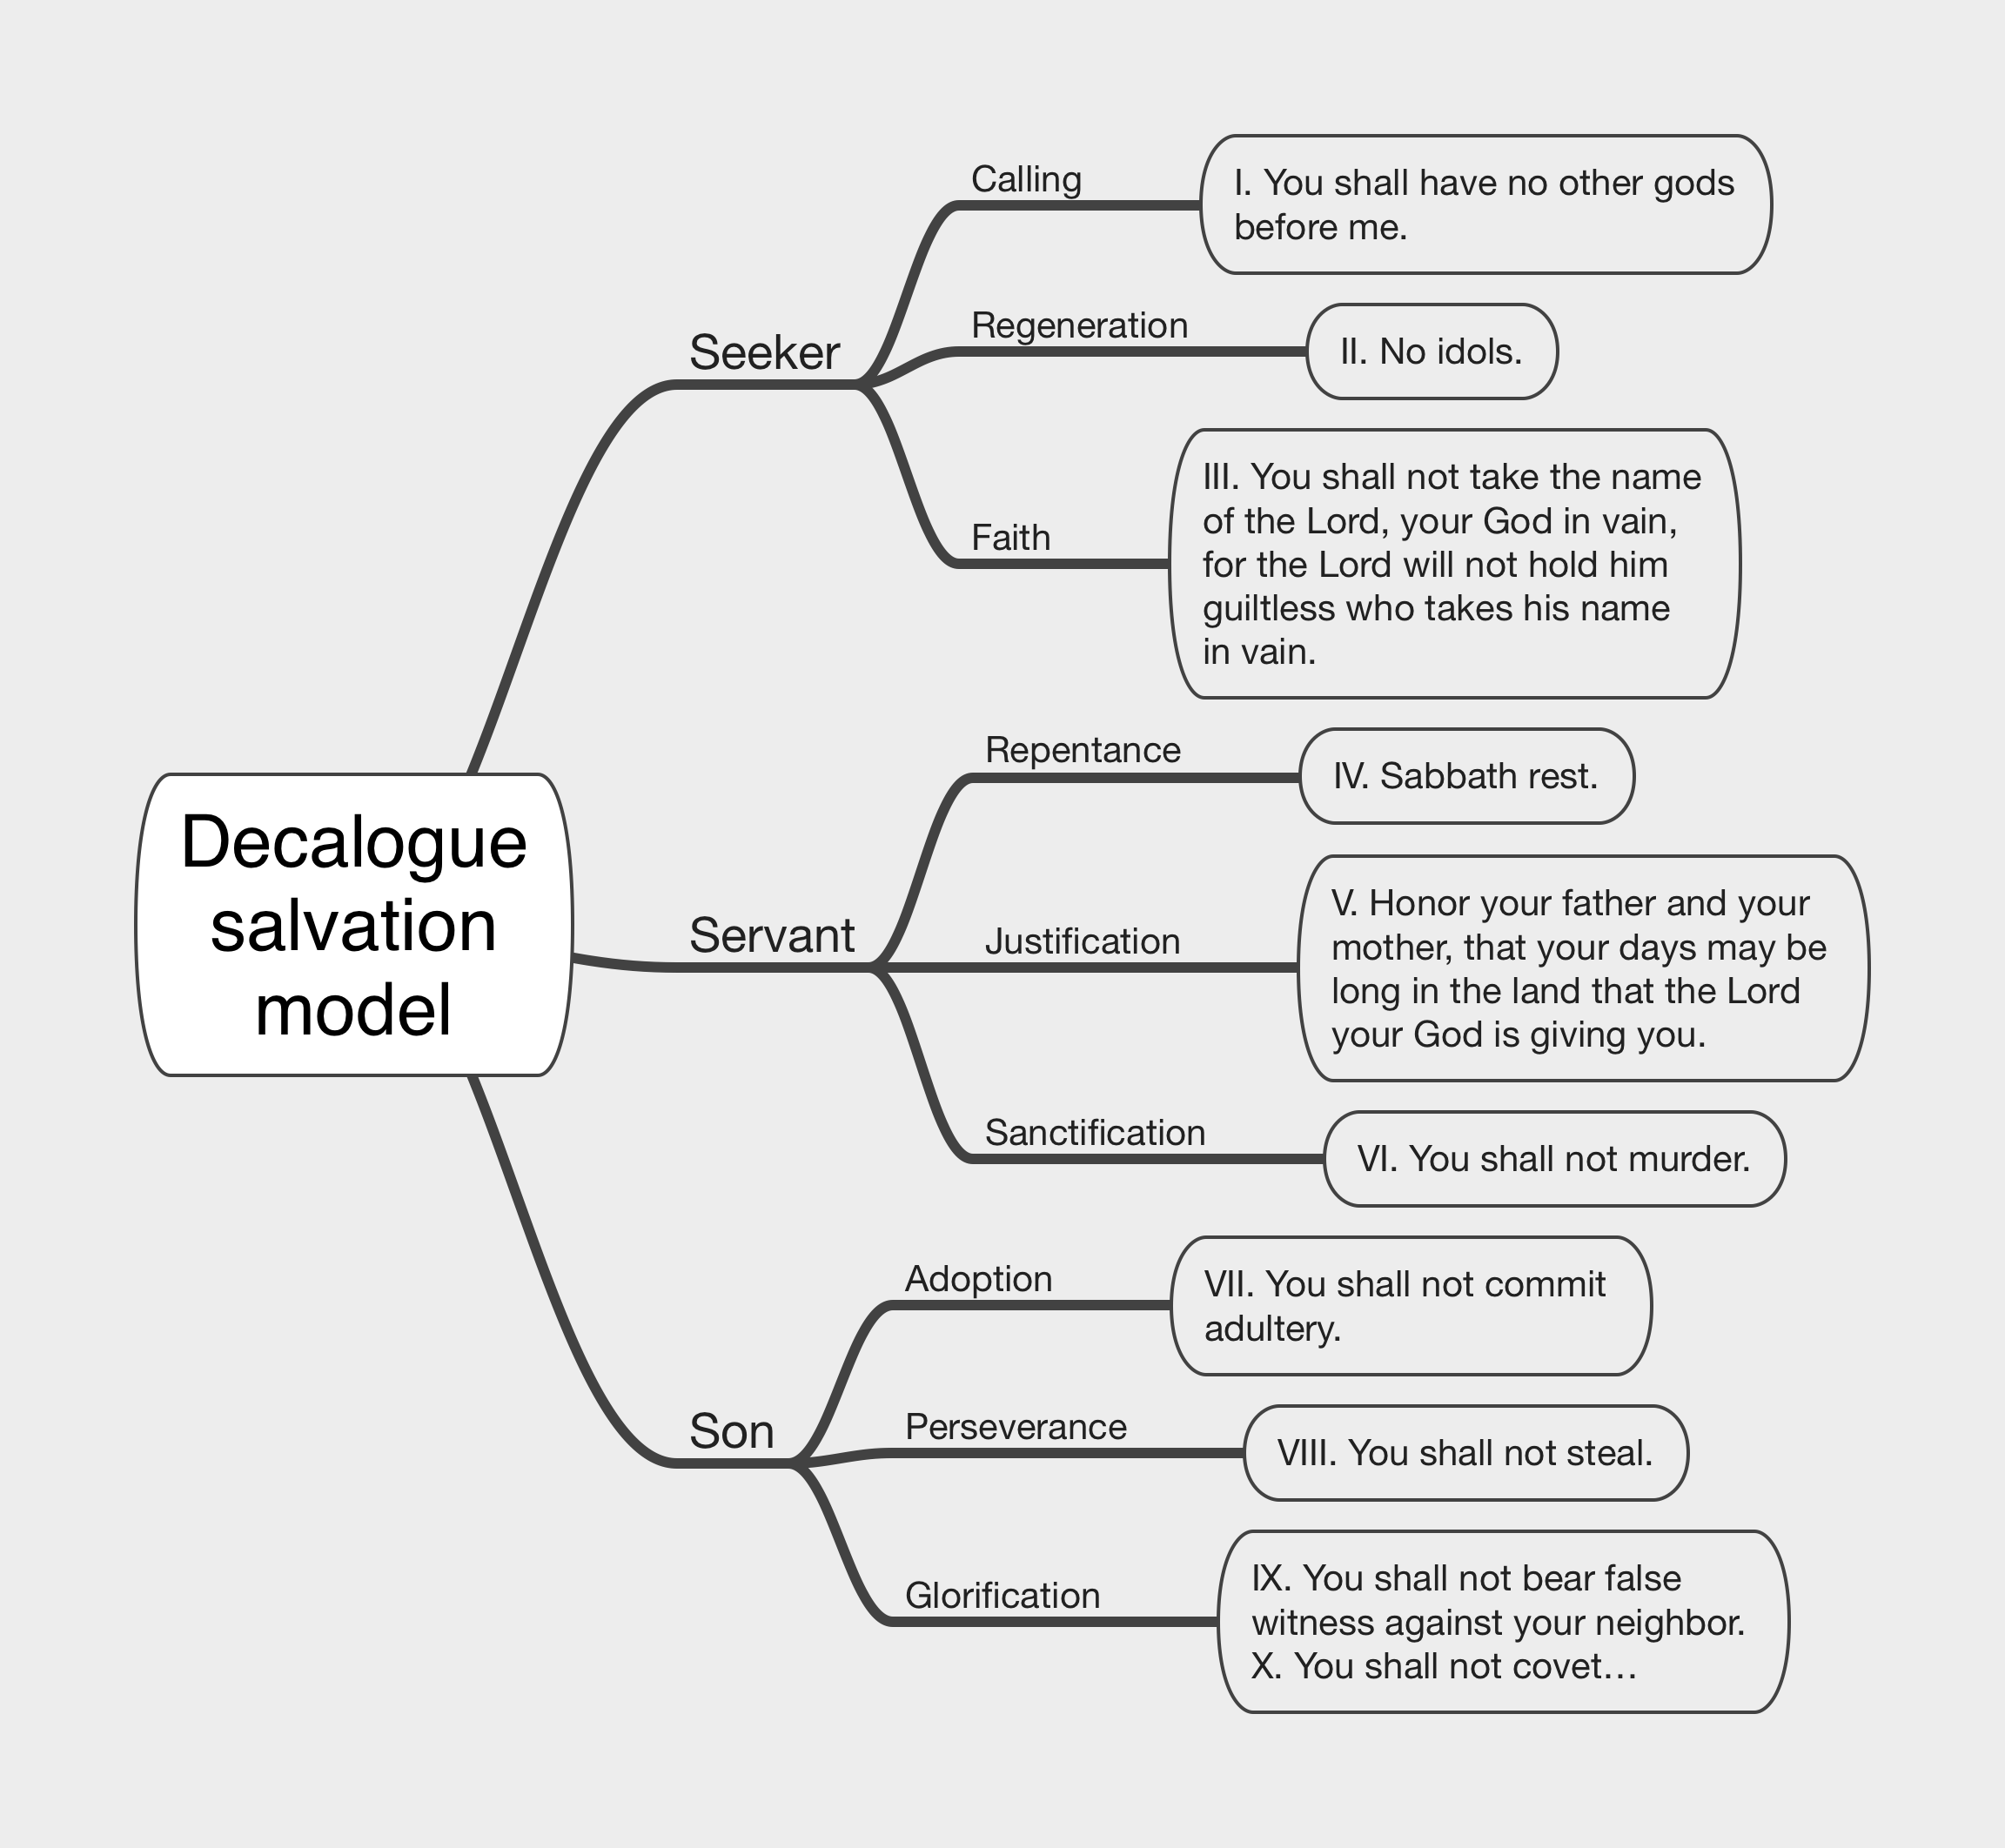 Decalogue
salvation
model
Seeker
Calling
I. You shall have no other gods
before me.
Regeneration
II. No idols.
Faith
III. You shall not take the name
of the Lord, your God in vain,
for the Lord will not hold him
guiltless who takes his name
in vain.
Servant
Repentance
IV. Sabbath rest.
Justification
V. Honor your father and your
mother, that your days may be
long in the land that the Lord
your God is giving you.
Sanctification
VI. You shall not murder.
Son
Adoption
VII. You shall not commit
adultery.
Perseverance
VIII. You shall not steal.
Glorification
IX. You shall not bear false
witness against your neighbor.
X. You shall not covet…